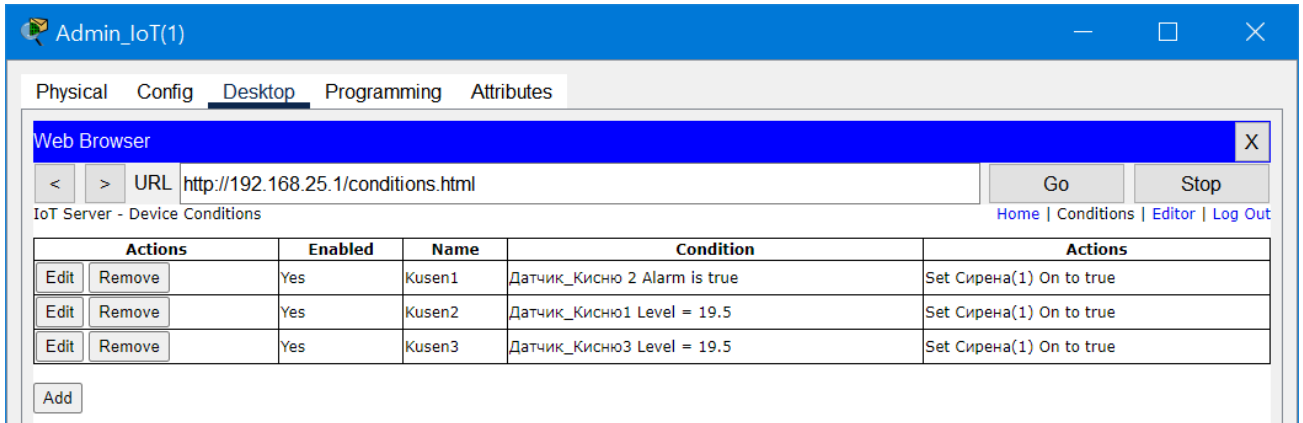 Admin_IoT(1)
Physical Config Desktop Programming Attributes
Web Browser X
< > URL http://192.168.25.1/conditions.html Go Stop
IoT Server - Device Conditions Home | Conditions | Editor | Log Out
Actions Enabled Name Condition Actions
Edit Remove Yes Kusen1 Датчик_Кисню 2 Alarm is true Set Сирена(1) On to true
Edit Remove Yes Kusen2 Датчик_Кисню1 Level = 19.5 Set Сирена(1) On to true
Edit Remove Yes Kusen3 Датчик_Кисню3 Level = 19.5 Set Сирена(1) On to true
Add